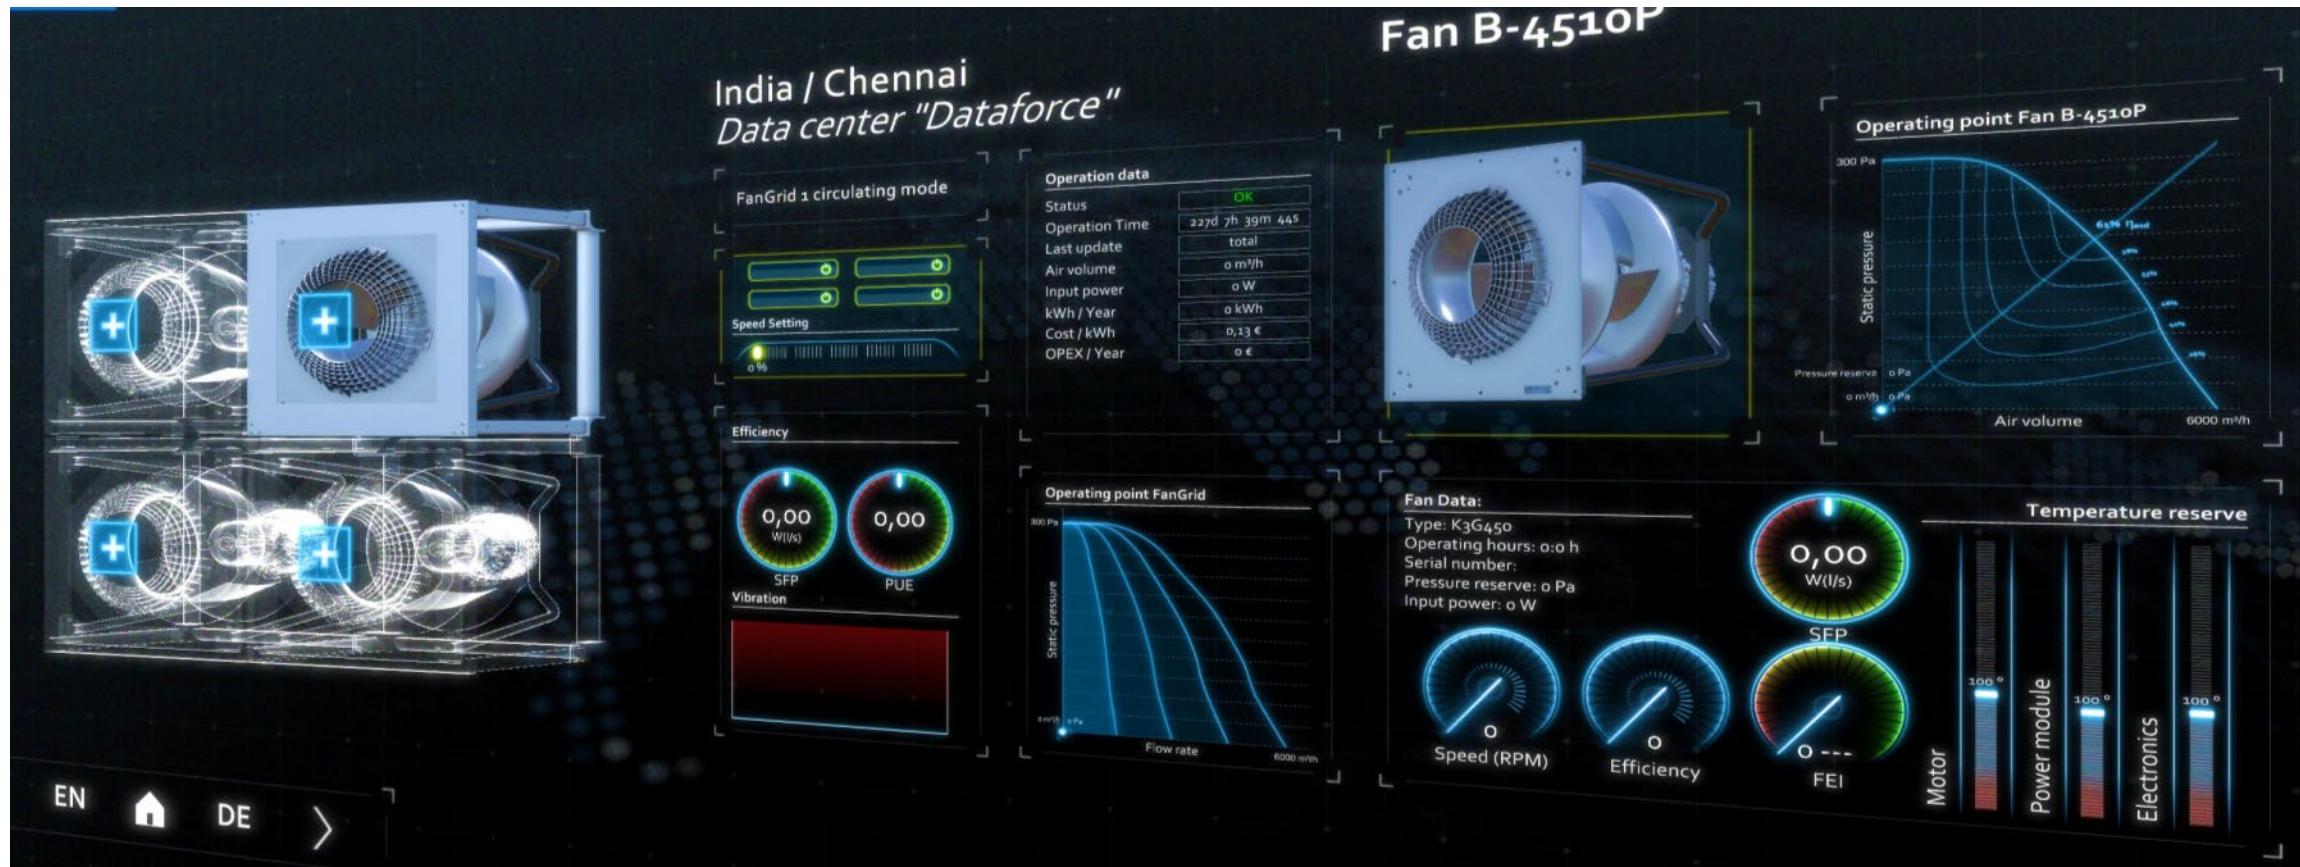 Fan B-4510P
India / Chennai
Data center "Dataforce"
FanGrid 1 circulating mode
Speed Setting
0 %
Efficiency
0,00
W(l/s)
SFP
0,00
PUE
Vibration
Operation data
Status OK
Operation Time 227d 7h 39m 44s
Last update total
Air volume 0 m³/h
Input power 0 W
kWh / Year 0 kWh
Cost / kWh 0,13 €
OPEX / Year 0 €
Operating point FanGrid
300 Pa
Static pressure
0 m³/h 0 Pa
Flow rate
6000 m³/h
Operating point Fan B-4510P
300 Pa
Static pressure
Pressure reserve 0 Pa
0 m³/h 0 Pa
Air volume
6000 m³/h
Fan Data:
Type: K3G450
Operating hours: 0:0 h
Serial number:
Pressure reserve: 0 Pa
Input power: 0 W
0
Speed (RPM)
0
Efficiency
0,00
W(l/s)
SFP
0 ---
FEI
Temperature reserve
100 °
Motor
100 °
Power module
100 °
Electronics
EN
DE